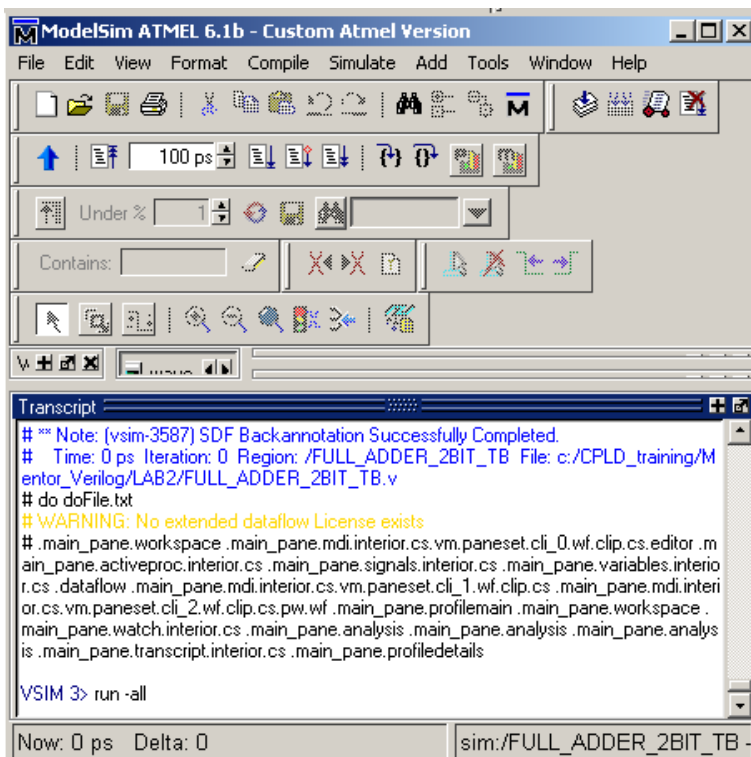 ModelSim ATMEL 6.1b - Custom Atmel Version
File Edit View Format Compile Simulate Add Tools Window Help
100 ps
Under % 1
Contains:
Transcript
# ** Note: (vsim-3587) SDF Backannotation Successfully Completed.
# Time: 0 ps Iteration: 0 Region: /FULL_ADDER_2BIT_TB File: c:/CPLD_training/M
entor_Verilog/LAB2/FULL_ADDER_2BIT_TB.v
# do doFile.txt
# WARNING: No extended dataflow License exists
# .main_pane.workspace .main_pane.mdi.interior.cs.vm.paneset.cli_0.wf.clip.cs.editor .m
ain_pane.activeproc.interior.cs .main_pane.signals.interior.cs .main_pane.variables.interio
r.cs .dataflow .main_pane.mdi.interior.cs.vm.paneset.cli_1.wf.clip.cs .main_pane.mdi.interi
or.cs.vm.paneset.cli_2.wf.clip.cs.pw.wf .main_pane.profilemain .main_pane.workspace .
main_pane.watch.interior.cs .main_pane.analysis .main_pane.analysis .main_pane.analys
is .main_pane.transcript.interior.cs .main_pane.profiledetails
VSIM 3> run -all
Now: 0 ps Delta: 0
sim:/FULL_ADDER_2BIT_TB -